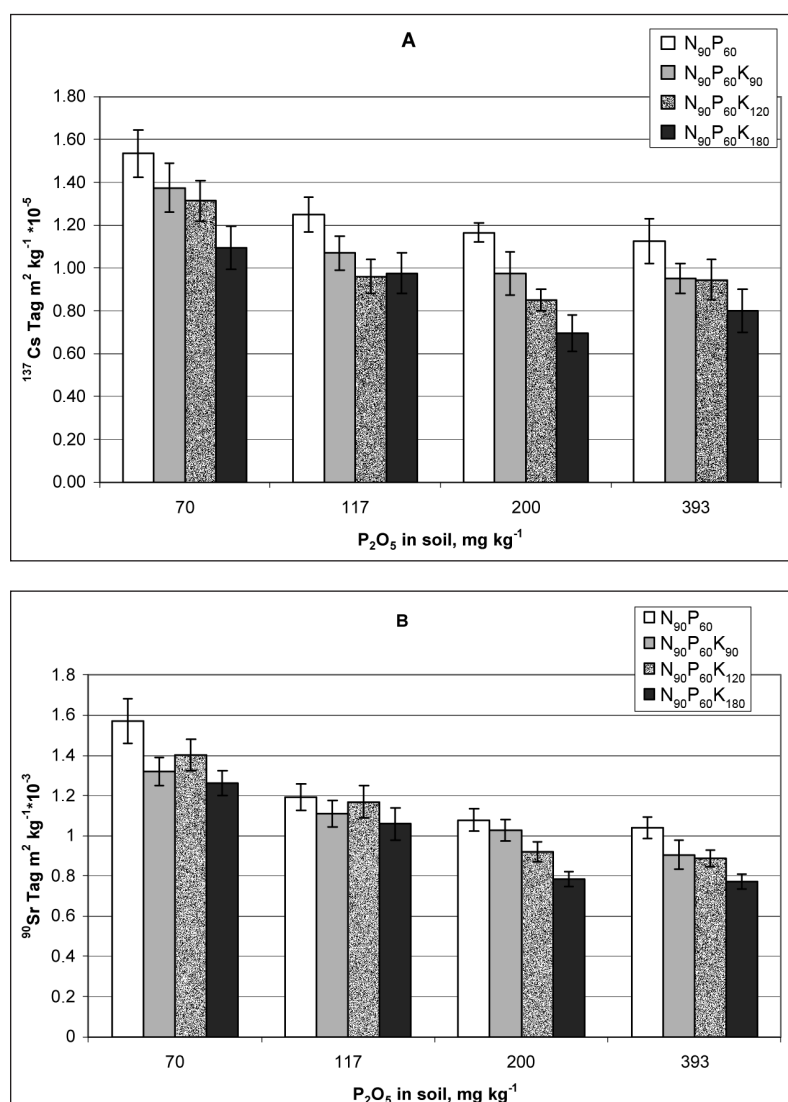 A
N₉₀P₆₀
N₉₀P₆₀K₉₀
N₉₀P₆₀K₁₂₀
N₉₀P₆₀K₁₈₀
1.80
1.60
1.40
1.20
1.00
0.80
0.60
0.40
0.20
0.00
¹³⁷Cs Tag m² kg⁻¹ *10⁻⁵
70 117 200 393
P₂O₅ in soil, mg kg⁻¹
B
N₉₀P₆₀
N₉₀P₆₀K₉₀
N₉₀P₆₀K₁₂₀
N₉₀P₆₀K₁₈₀
1.8
1.6
1.4
1.2
1
0.8
0.6
0.4
0.2
0
⁹⁰Sr Tag m² kg⁻¹*10⁻³
70 117 200 393
P₂O₅ in soil, mg kg⁻¹